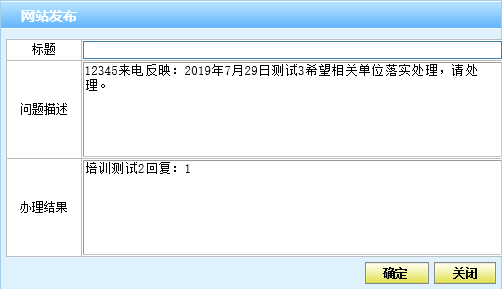 网站发布
标题
问题描述
12345来电反映：2019年7月29日测试3希望相关单位落实处理，请处
理。
办理结果
培训测试2回复：1
确定 关闭